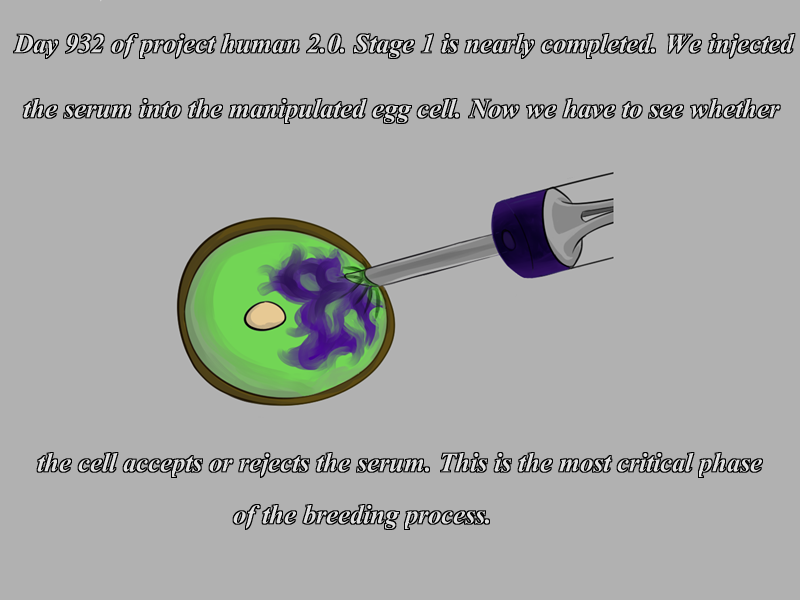 Day 932 of project human 2.0. Stage 1 is nearly completed. We injected
the serum into the manipulated egg cell. Now we have to see whether
the cell accepts or rejects the serum. This is the most critical phase
of the breeding process.